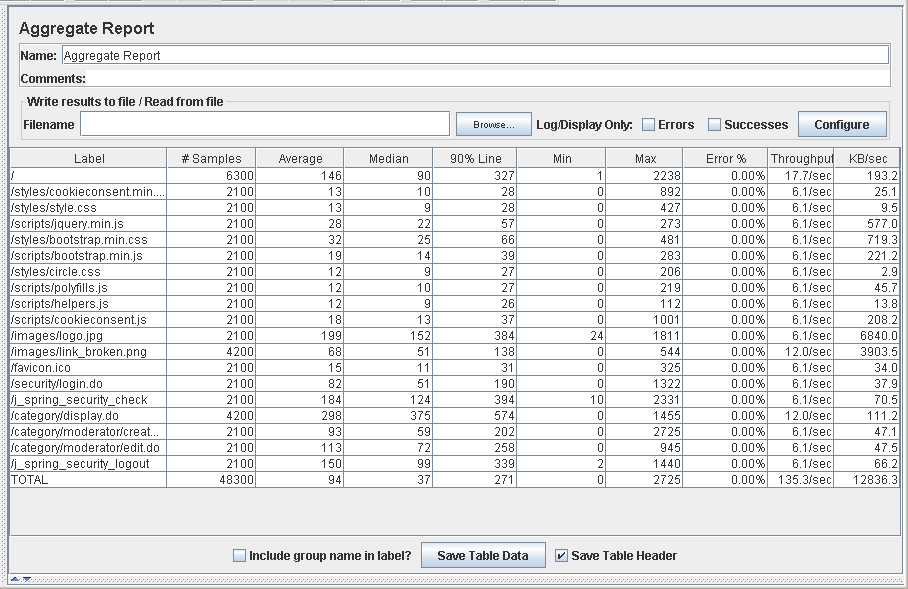 Aggregate Report
Name: Aggregate Report
Comments:
Write results to file / Read from file
Filename Browse... Log/Display Only: Errors Successes Configure
Label # Samples Average Median 90% Line Min Max Error % Throughput KB/sec
/ 6300 146 90 327 1 2238 0.00% 17.7/sec 193.2
/styles/cookieconsent.min.... 2100 13 10 28 0 892 0.00% 6.1/sec 25.1
/styles/style.css 2100 13 9 28 0 427 0.00% 6.1/sec 9.5
/scripts/jquery.min.js 2100 28 22 57 0 273 0.00% 6.1/sec 577.0
/styles/bootstrap.min.css 2100 32 25 66 0 481 0.00% 6.1/sec 719.3
/scripts/bootstrap.min.js 2100 19 14 39 0 283 0.00% 6.1/sec 221.2
/styles/circle.css 2100 12 9 27 0 206 0.00% 6.1/sec 2.9
/scripts/polyfills.js 2100 12 10 27 0 219 0.00% 6.1/sec 45.7
/scripts/helpers.js 2100 12 9 26 0 112 0.00% 6.1/sec 13.8
/scripts/cookieconsent.js 2100 18 13 37 0 1001 0.00% 6.1/sec 208.2
/images/logo.jpg 2100 199 152 384 24 1811 0.00% 6.1/sec 6840.0
/images/link_broken.png 4200 68 51 138 0 544 0.00% 12.0/sec 3903.5
/favicon.ico 2100 15 11 31 0 325 0.00% 6.1/sec 34.0
/security/login.do 2100 82 51 190 0 1322 0.00% 6.1/sec 37.9
/j_spring_security_check 2100 184 124 394 10 2331 0.00% 6.1/sec 70.5
/category/display.do 4200 298 375 574 0 1455 0.00% 12.0/sec 111.2
/category/moderator/creat... 2100 93 59 202 0 2725 0.00% 6.1/sec 47.1
/category/moderator/edit.do 2100 113 72 258 0 945 0.00% 6.1/sec 47.5
/j_spring_security_logout 2100 150 99 339 2 1440 0.00% 6.1/sec 66.2
TOTAL 48300 94 37 271 0 2725 0.00% 135.3/sec 12836.3
Include group name in label? Save Table Data Save Table Header